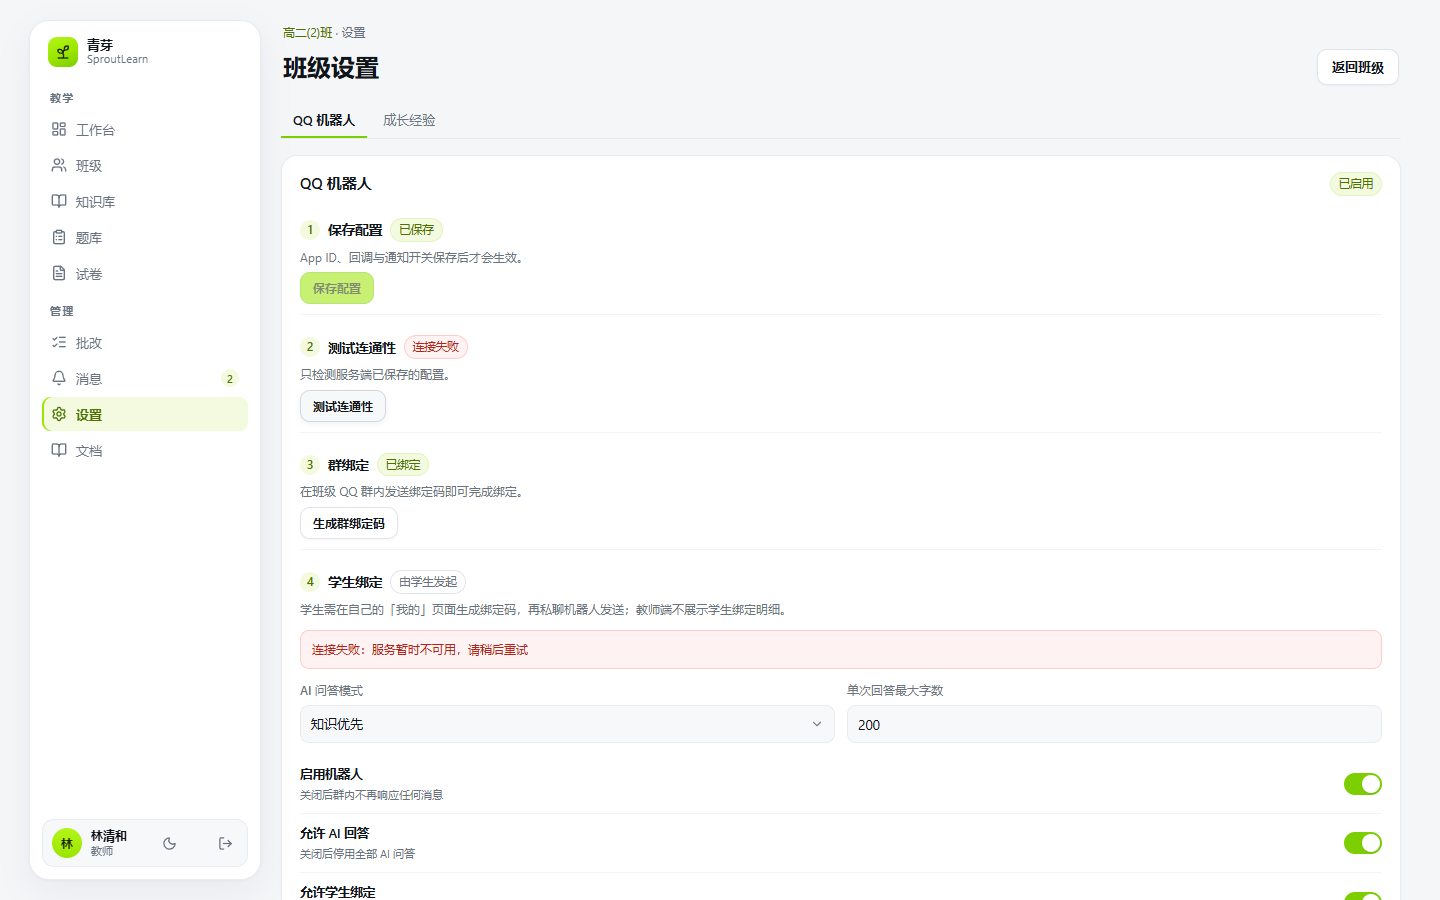 青芽
SproutLearn
教学
工作台
班级
知识库
题库
试卷
管理
批改
消息
2
设置
文档
林
林清和
教师
高二(2)班 · 设置
班级设置
返回班级
QQ 机器人
成长经验
QQ 机器人
已启用
1
保存配置
已保存
App ID、回调与通知开关保存后才会生效。
保存配置
2
测试连通性
连接失败
只检测服务端已保存的配置。
测试连通性
3
群绑定
已绑定
在班级 QQ 群内发送绑定码即可完成绑定。
生成群绑定码
4
学生绑定
由学生发起
学生需在自己的「我的」页面生成绑定码，再私聊机器人发送；教师端不展示学生绑定明细。
连接失败：服务暂时不可用，请稍后重试
AI 问答模式
单次回答最大字数
知识优先
200
启用机器人
关闭后群内不再响应任何消息
允许 AI 回答
关闭后停用全部 AI 问答
允许学生绑定